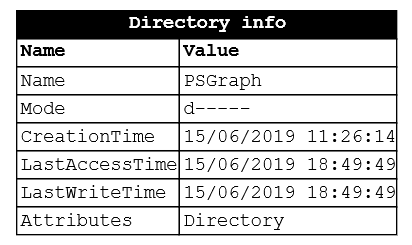 Directory info
Name Value
Name PSGraph
Mode d-----
CreationTime 15/06/2019 11:26:14
LastAccessTime 15/06/2019 18:49:49
LastWriteTime 15/06/2019 18:49:49
Attributes Directory